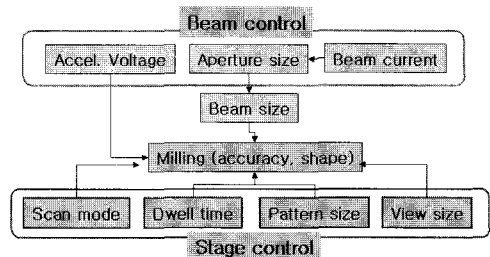 Beam control
Accel. Voltage
Aperture size
Beam current
Beam size
Milling (accuracy, shape)
Scan mode
Dwell time
Pattern size
View size
Stage control